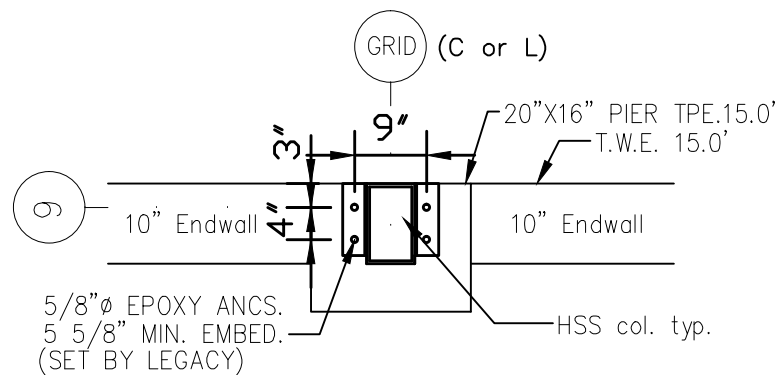 GRID (C or L)
9"
3"
20"X16" PIER TPE.15.0'
T.W.E. 15.0'
9
10" Endwall
4"
10" Endwall
5/8"ø EPOXY ANCS.
5 5/8" MIN. EMBED.
(SET BY LEGACY)
HSS col. typ.